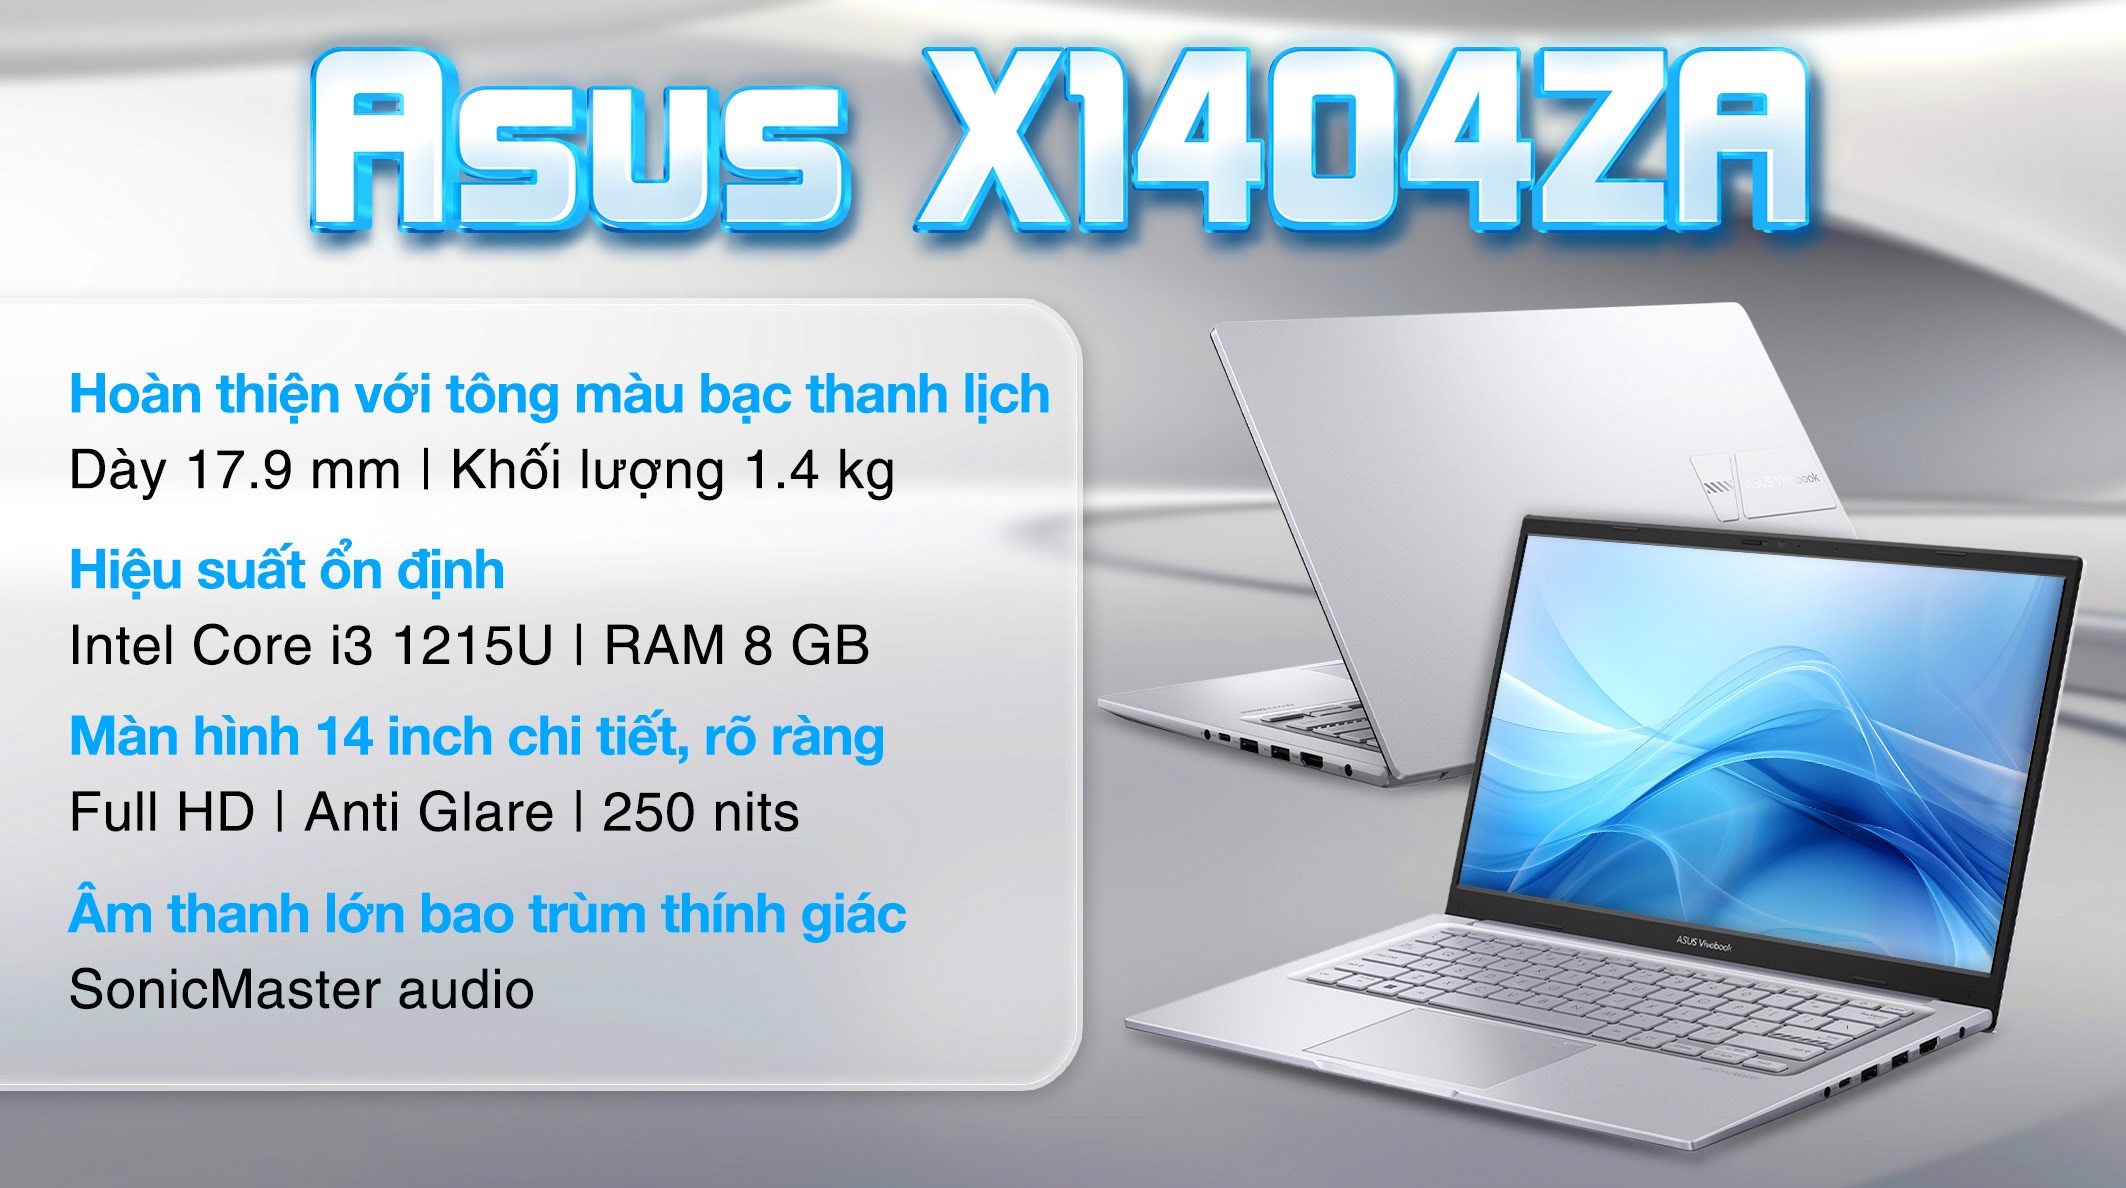 Asus X1404ZA
Hoàn thiện với tông màu bạc thanh lịch
Dày 17.9 mm | Khối lượng 1.4 kg
Hiệu suất ổn định
Intel Core i3 1215U | RAM 8 GB
Màn hình 14 inch chi tiết, rõ ràng
Full HD | Anti Glare | 250 nits
Âm thanh lớn bao trùm thính giác
SonicMaster audio
ASUS Vivobook
ASUS Vivobook